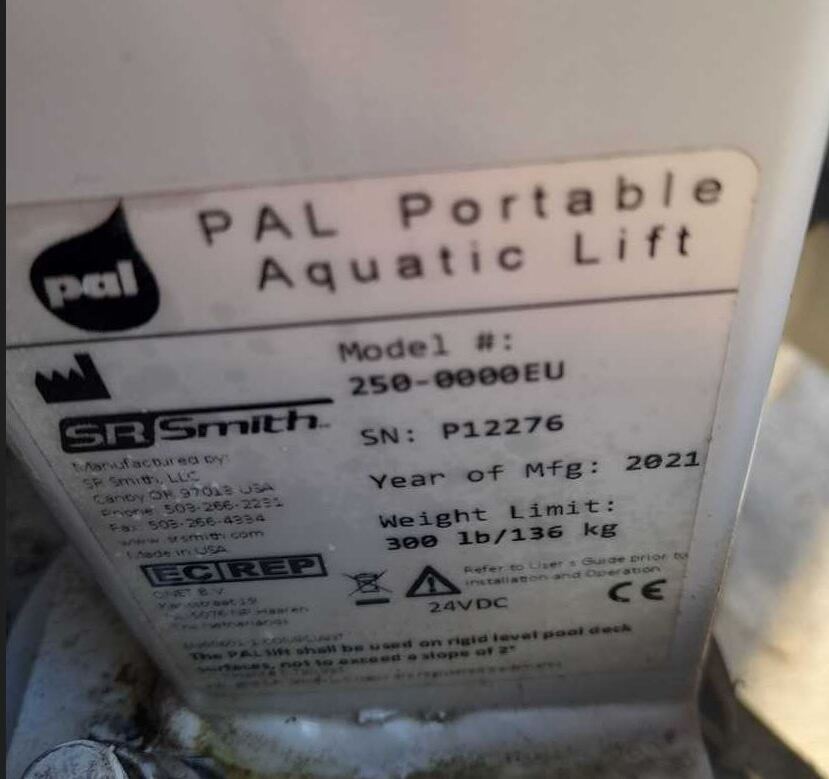 PAL Portable
Aquatic Lift
pal
Model #:
250-0000EU
SRSmith
SN: P12276
Manufactured by:
SR Smith, LLC
Canby OR 97013 USA
Phone 503-266-2231
Fax 503-266-4334
www.srsmith.com
Made in USA
Year of Mfg: 2021
Weight Limit:
300 lb/136 kg
EC REP
Refer to User's Guide prior to
installation and Operation
24VDC
CE
The PAL lift shall be used on rigid level pool deck
surfaces, not to exceed a slope of 2°